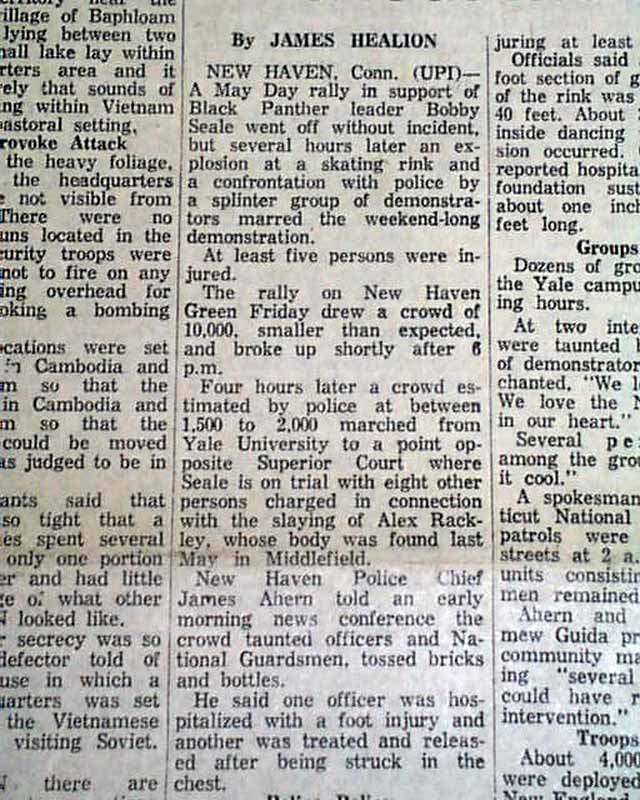 village of Baphloam
lying between two
small lake lay within
area and it
that sounds of
within Vietnam
pastoral setting,
Provoke Attack
the heavy foliage,
the headquarters
not visible from
There were no
guns located in the
security troops were
not to fire on any
overhead for
a bombing
were set
Cambodia and
so that the
in Cambodia and
so that the
could be moved
was judged to be in
said that
so tight that a
spent several
only one portion
and had little
of what other
looked like.
secrecy was so
defector told of
use in which a
was set
the Vietnamese
visiting Soviet.
there are
By JAMES HEALION
NEW HAVEN, Conn. (UPI)—
A May Day rally in support of
Black Panther leader Bobby
Seale went off without incident,
but several hours later an ex-
plosion at a skating rink and
a confrontation with police by
a splinter group of demonstra-
tors marred the weekend-long
demonstration.
At least five persons were in-
jured.
The rally on New Haven
Green Friday drew a crowd of
10,000, smaller than expected,
and broke up shortly after 6
p.m.
Four hours later a crowd es-
timated by police at between
1,500 to 2,000 marched from
Yale University to a point op-
posite Superior Court where
Seale is on trial with eight other
persons charged in connection
with the slaying of Alex Rack-
ley, whose body was found last
May in Middlefield.
New Haven Police Chief
James Ahern told an early
morning news conference the
crowd taunted officers and Na-
tional Guardsmen, tossed bricks
and bottles.
He said one officer was hos-
pitalized with a foot injury and
another was treated and releas-
ed after being struck in the
chest.
juring at least
Officials said
foot section of
of the rink was
40 feet. About
inside dancing
sion occurred.
reported
foundation
about one inch
feet long.
Groups
Dozens of
the Yale
ing hours.
At two
were taunted
of
chanted, "We
We love the
in our heart."
Several
among the
it cool."
A spokesman
ticut National
patrols were
streets at 2
units
men remained
Ahern and
mew Guida
community
ing "several
could have
intervention."
Troops
About
were deployed
New England